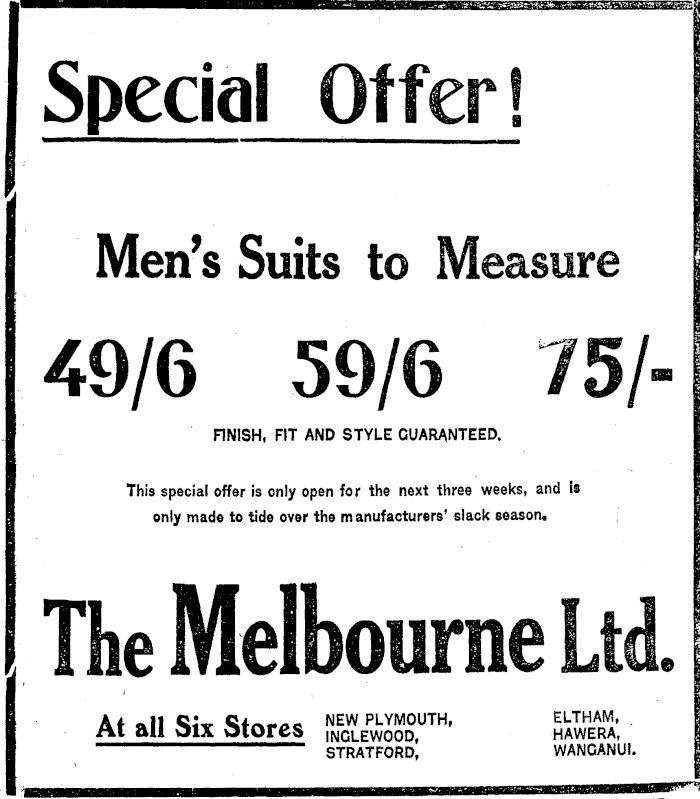 Special Offer!
Men's Suits to Measure
49/6 59/6 75/-
FINISH, FIT AND STYLE GUARANTEED.
This special offer is only open for the next three weeks, and is
only made to tide over the manufacturers' slack season.
The Melbourne Ltd.
At all Six Stores
NEW PLYMOUTH,
INGLEWOOD,
STRATFORD,
ELTHAM,
HAWERA,
WANGANUI.